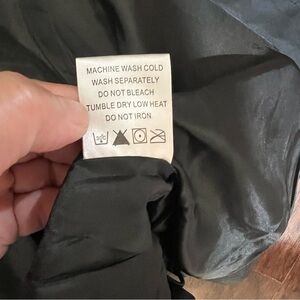 MACHINE WASH COLD
WASH SEPARATELY
DO NOT BLEACH
TUMBLE DRY LOW HEAT
DO NOT IRON